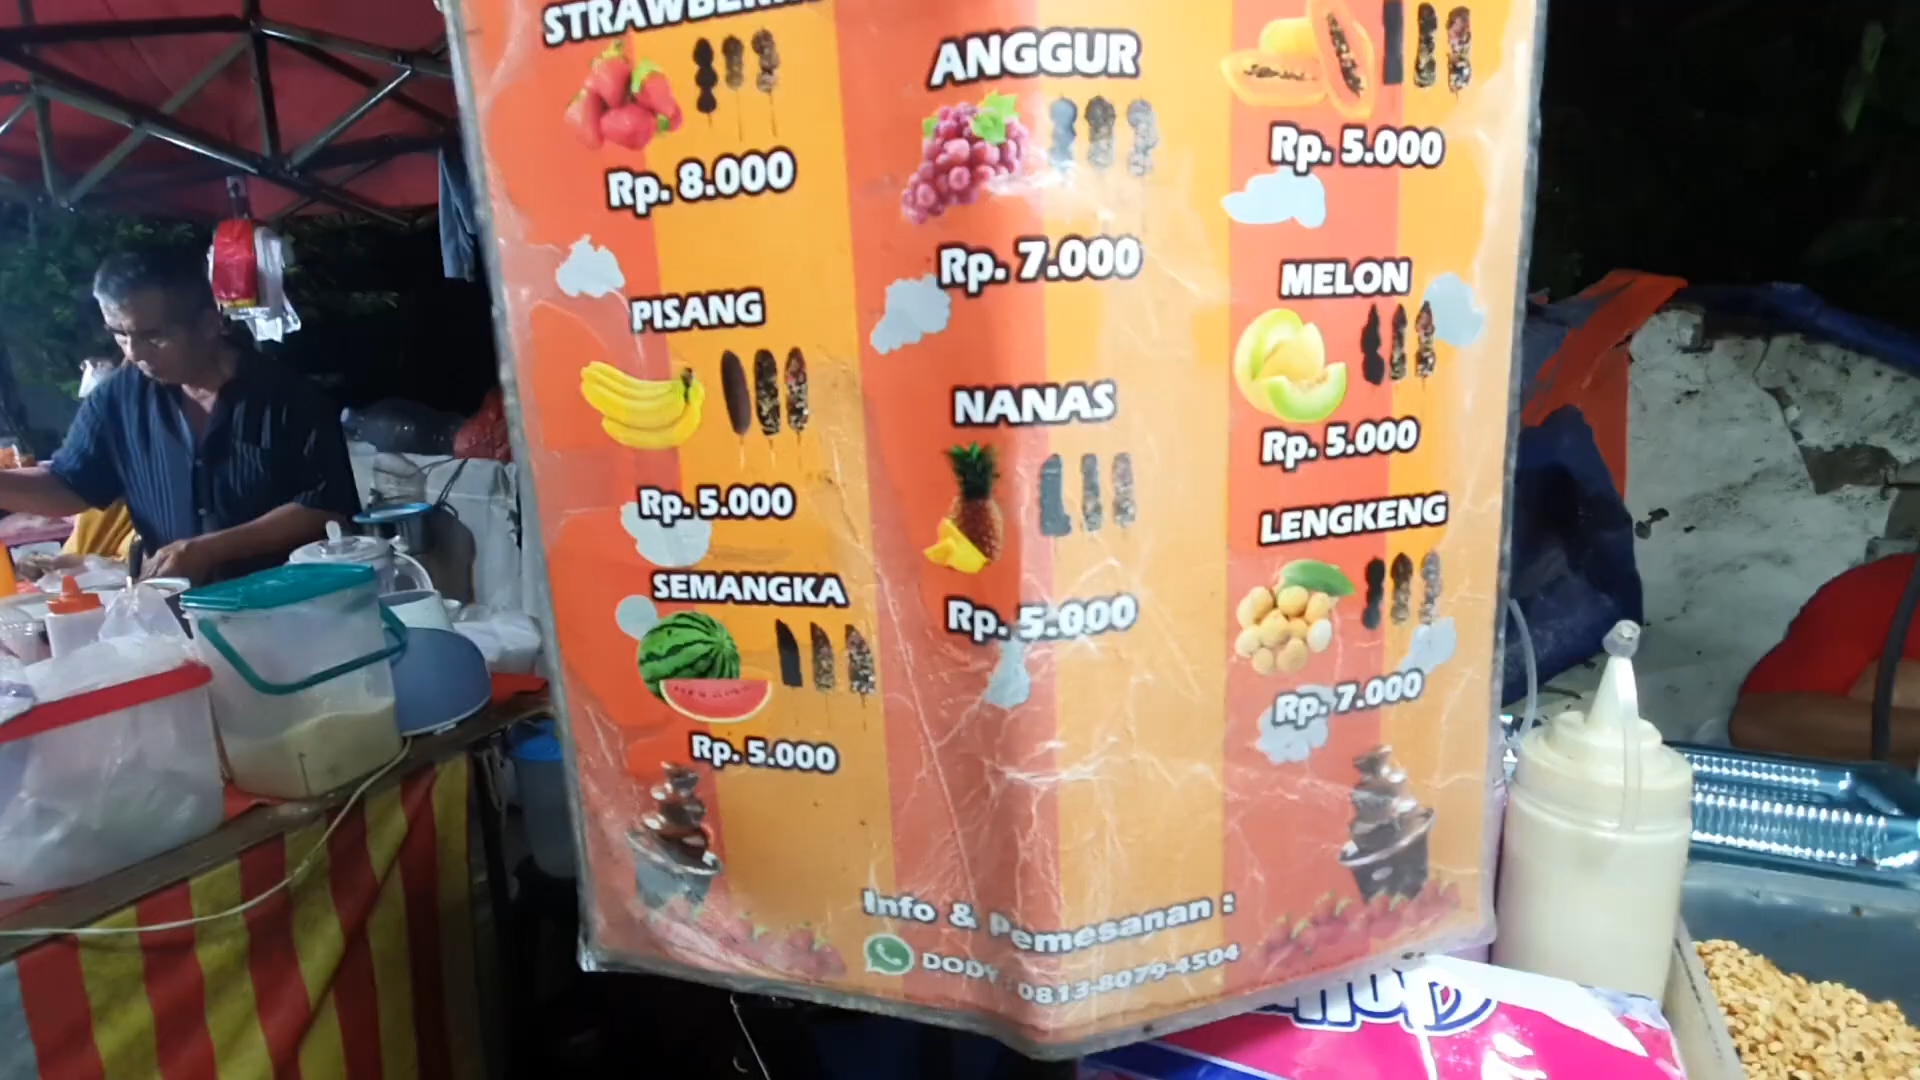 ANGGUR
Rp. 8.000
Rp. 7.000
Rp. 5.000
PISANG
Rp. 5.000
NANAS
Rp. 5.000
MELON
Rp. 5.000
SEMANGKA
Rp. 5.000
LENGKENG
Rp. 7.000
Info & Pemesanan :
DODY : 0813-8079-4504